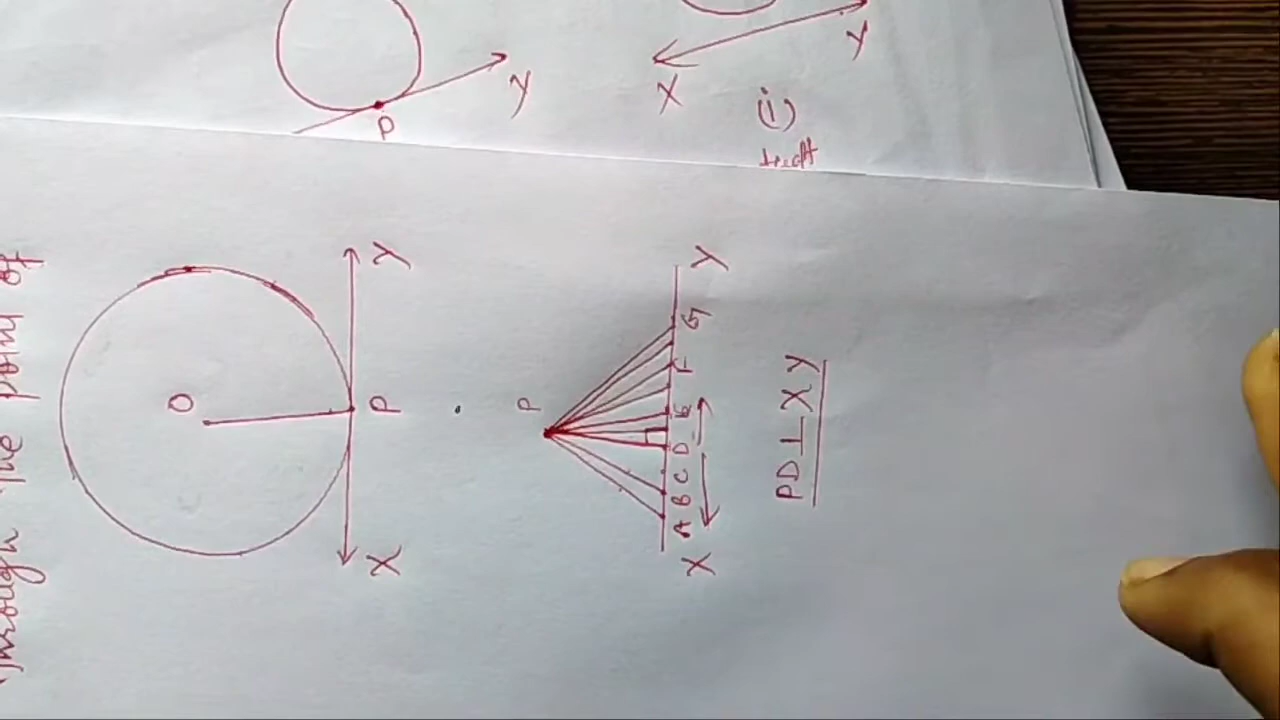 through the point of
O
X P Y
P
X A B C D E F G Y
PD ⊥ XY
P Y
X Y
(ii)